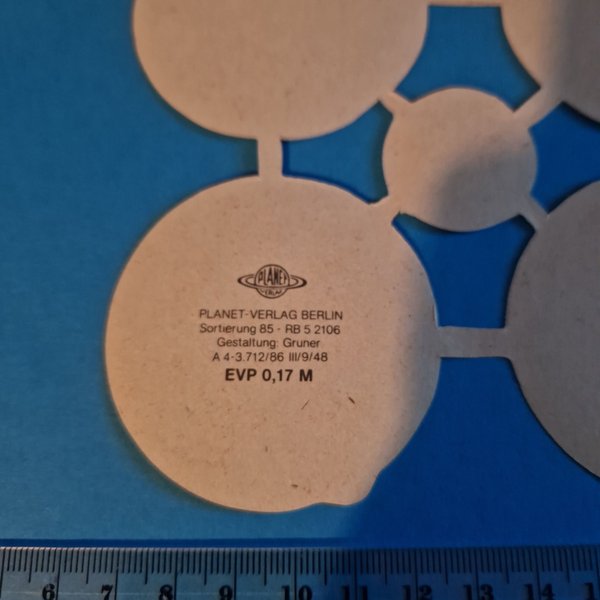 PLANET
VERLAG
PLANET-VERLAG BERLIN
Sortierung 85 - RB 5 2106
Gestaltung: Gruner
A 4-3.712/86 III/9/48
EVP 0,17 M
6 7 8 9 10 11 12 13 14 1